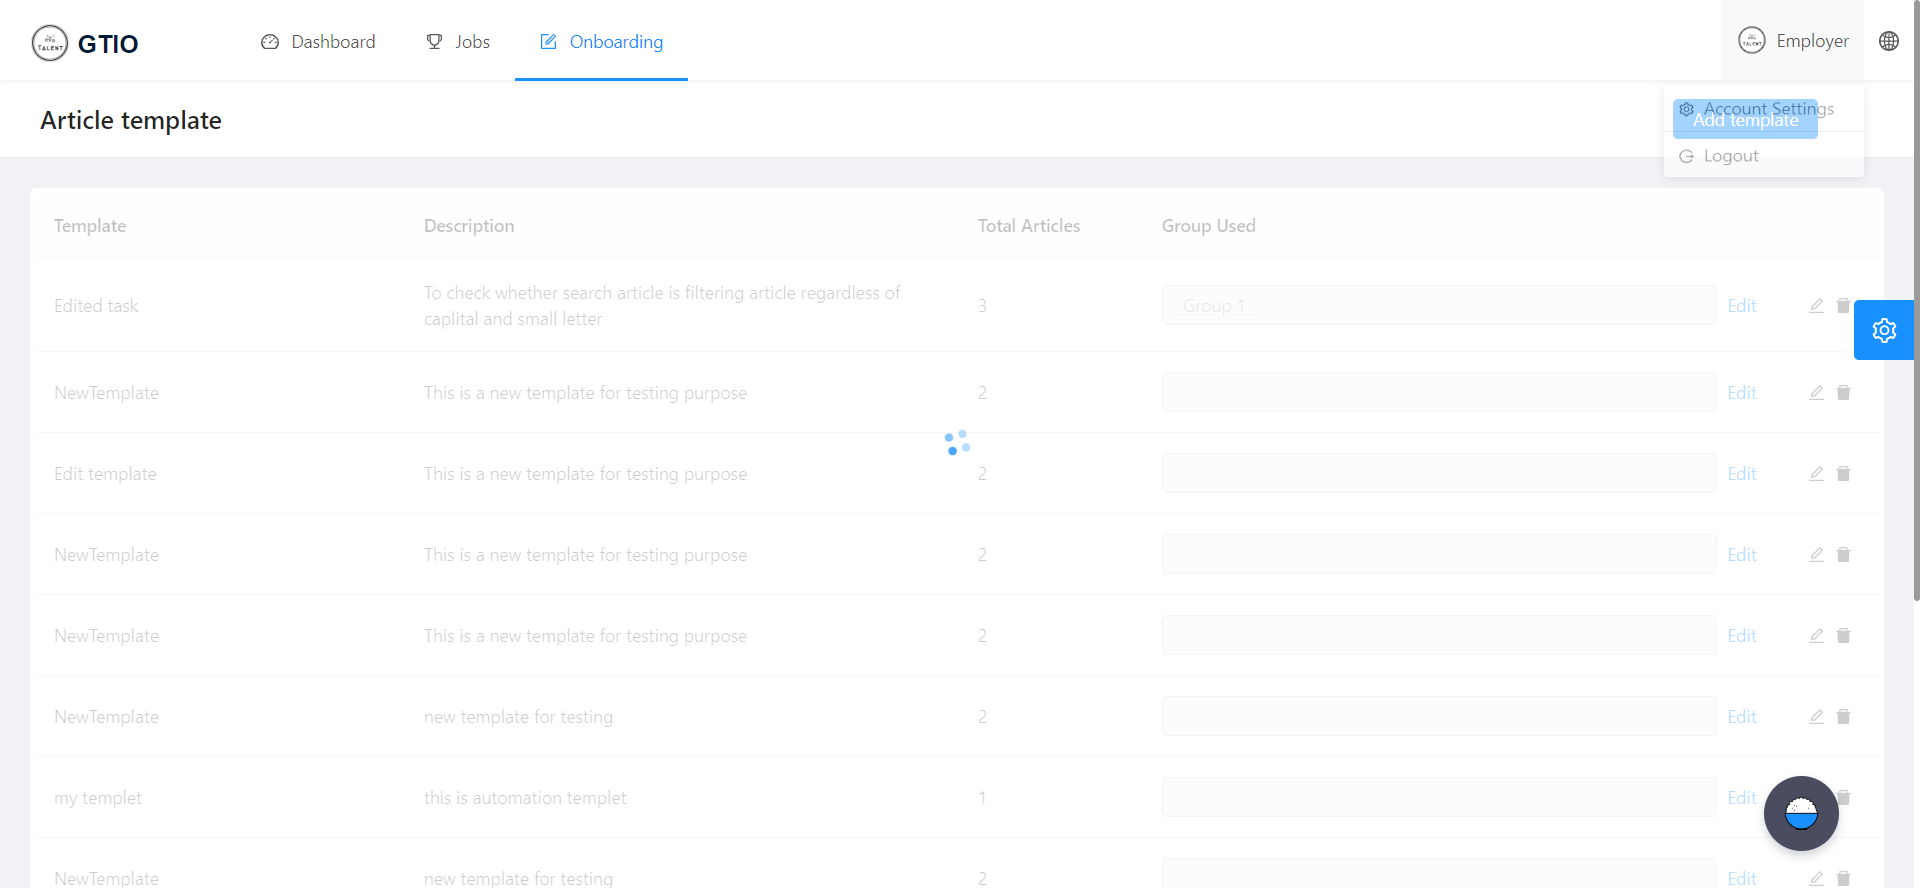 TALENT
GTIO
Dashboard
Jobs
Onboarding
TALENT
Employer
Article template
Account Settings
Add template
Logout
Template Description Total Articles Group Used
Edited task To check whether search article is filtering article regardless of caplital and small letter 3 Group 1 Edit
NewTemplate This is a new template for testing purpose 2 Edit
Edit template This is a new template for testing purpose 2 Edit
NewTemplate This is a new template for testing purpose 2 Edit
NewTemplate This is a new template for testing purpose 2 Edit
NewTemplate new template for testing 2 Edit
my templet this is automation templet 1 Edit
NewTemplate new template for testing 2 Edit